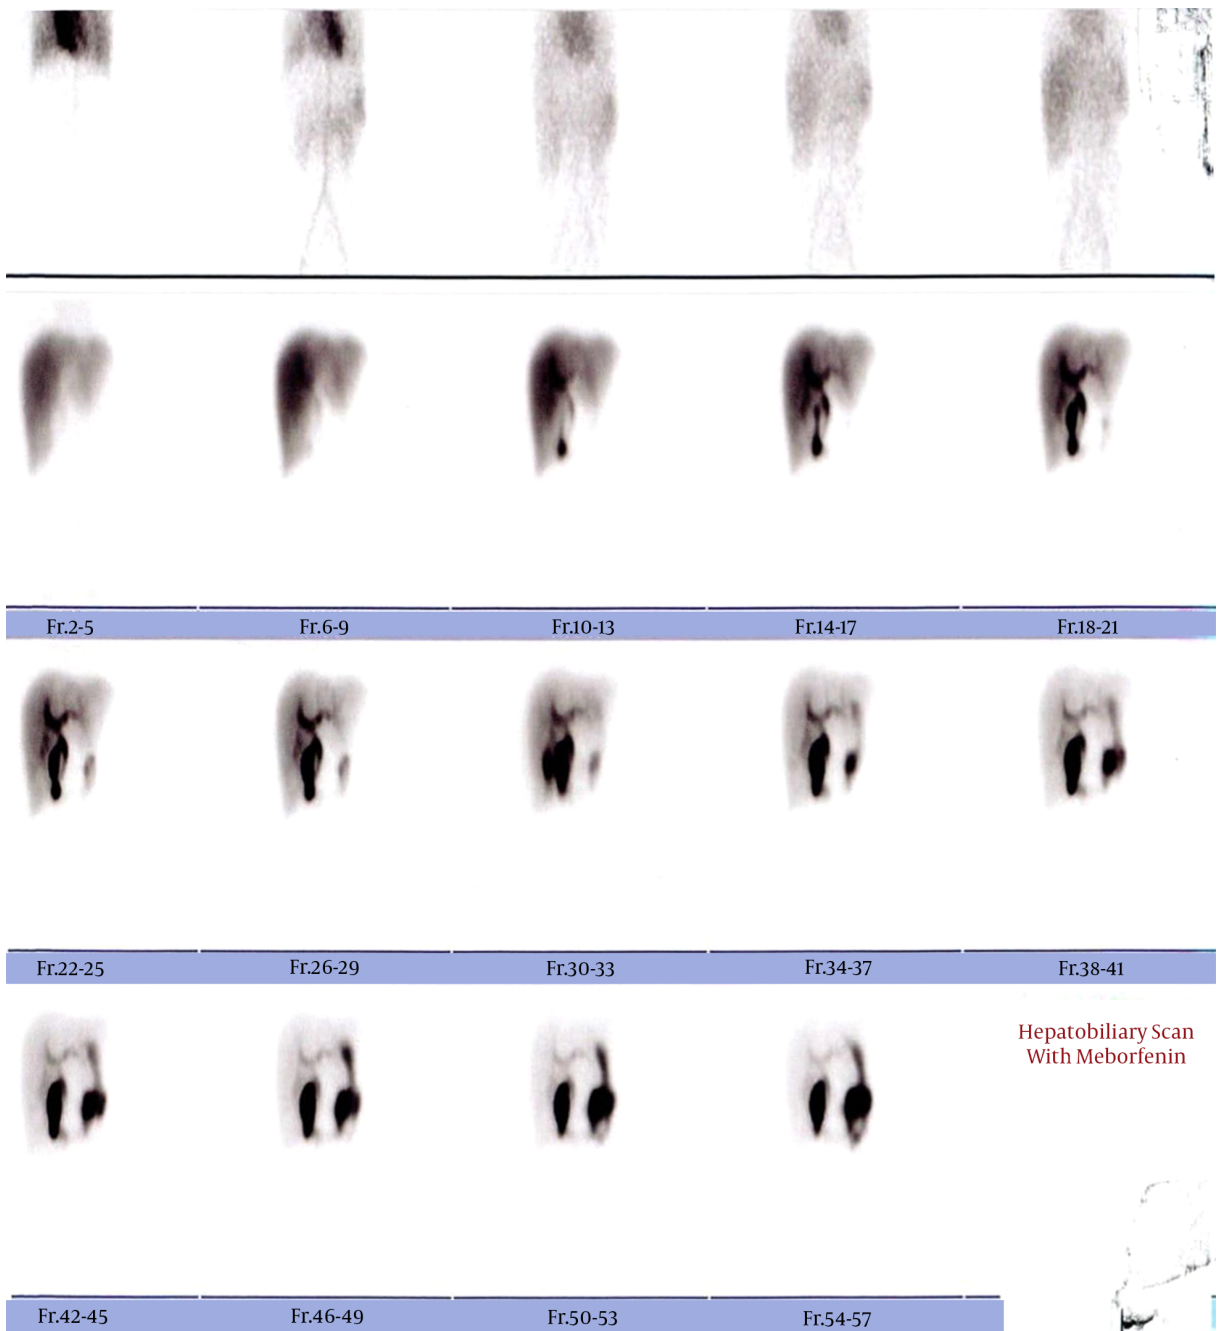 Fr.2-5 Fr.6-9 Fr.10-13 Fr.14-17 Fr.18-21
Fr.22-25 Fr.26-29 Fr.30-33 Fr.34-37 Fr.38-41
Hepatobiliary Scan
With Meborfenin
Fr.42-45 Fr.46-49 Fr.50-53 Fr.54-57